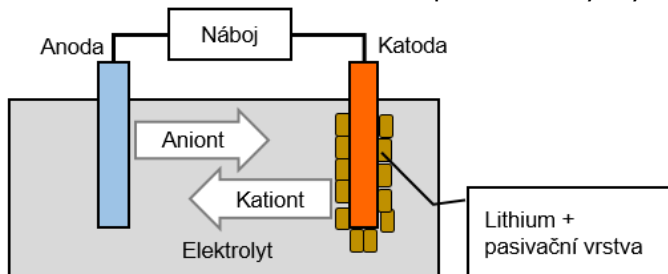 Náboj
Anoda
Katoda
Aniont
Kationt
Elektrolyt
Lithium +
pasivační vrstva